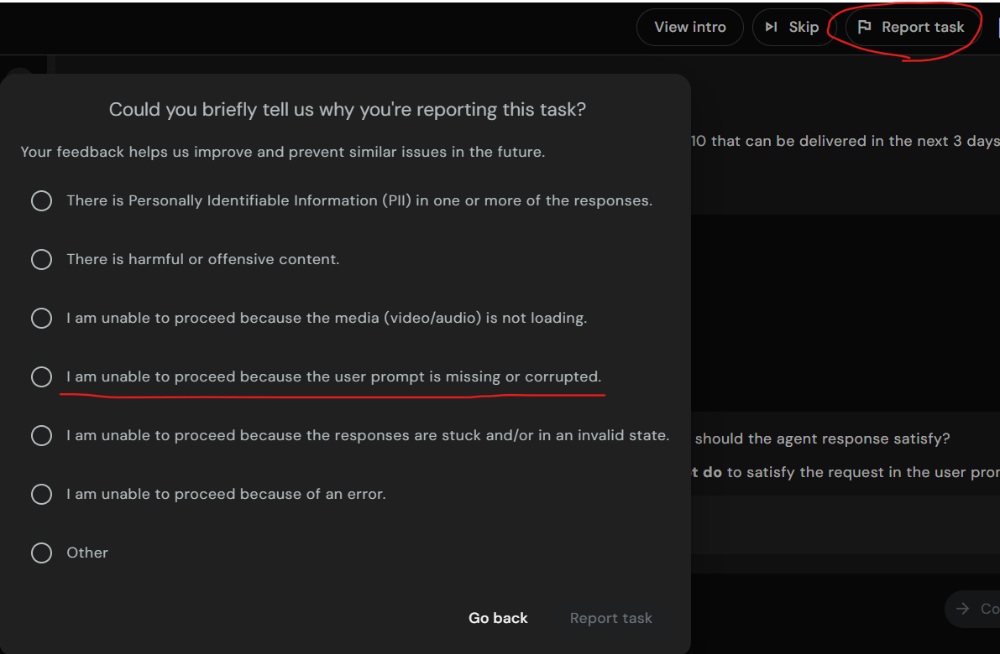 View intro
Skip
Report task
Could you briefly tell us why you're reporting this task?
Your feedback helps us improve and prevent similar issues in the future.
10 that can be delivered in the next 3 days
There is Personally Identifiable Information (PII) in one or more of the responses.
There is harmful or offensive content.
I am unable to proceed because the media (video/audio) is not loading.
I am unable to proceed because the user prompt is missing or corrupted.
I am unable to proceed because the responses are stuck and/or in an invalid state.
should the agent response satisfy?
do to satisfy the request in the user
I am unable to proceed because of an error.
Other
Go back
Report task